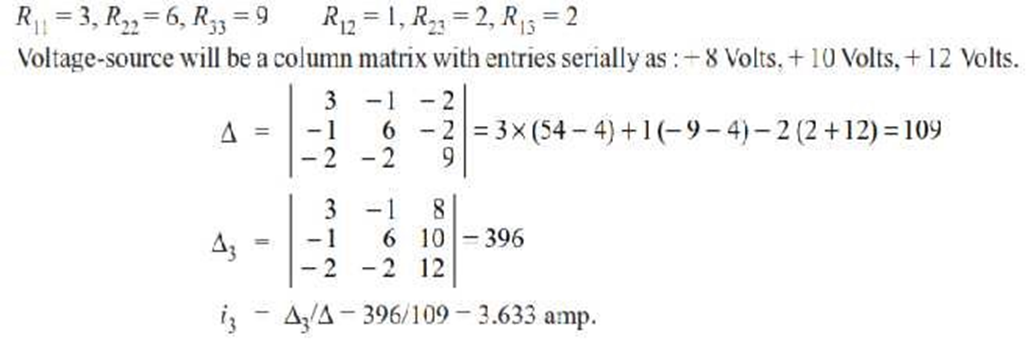 R11 = 3, R22 = 6, R33 = 9 R12 = 1, R23 = 2, R13 = 2
Voltage-source will be a column matrix with entries serially as : + 8 Volts, + 10 Volts, + 12 Volts.
Δ = | 3 −1 −2 |
| −1 6 −2 | = 3 × (54 − 4) + 1 (−9 − 4) − 2 (2 + 12) = 109
| −2 −2 9 |
Δ3 = | 3 −1 8 |
| −1 6 10 | = 396
| −2 −2 12 |
i3 = Δ3/Δ = 396/109 = 3.633 amp.